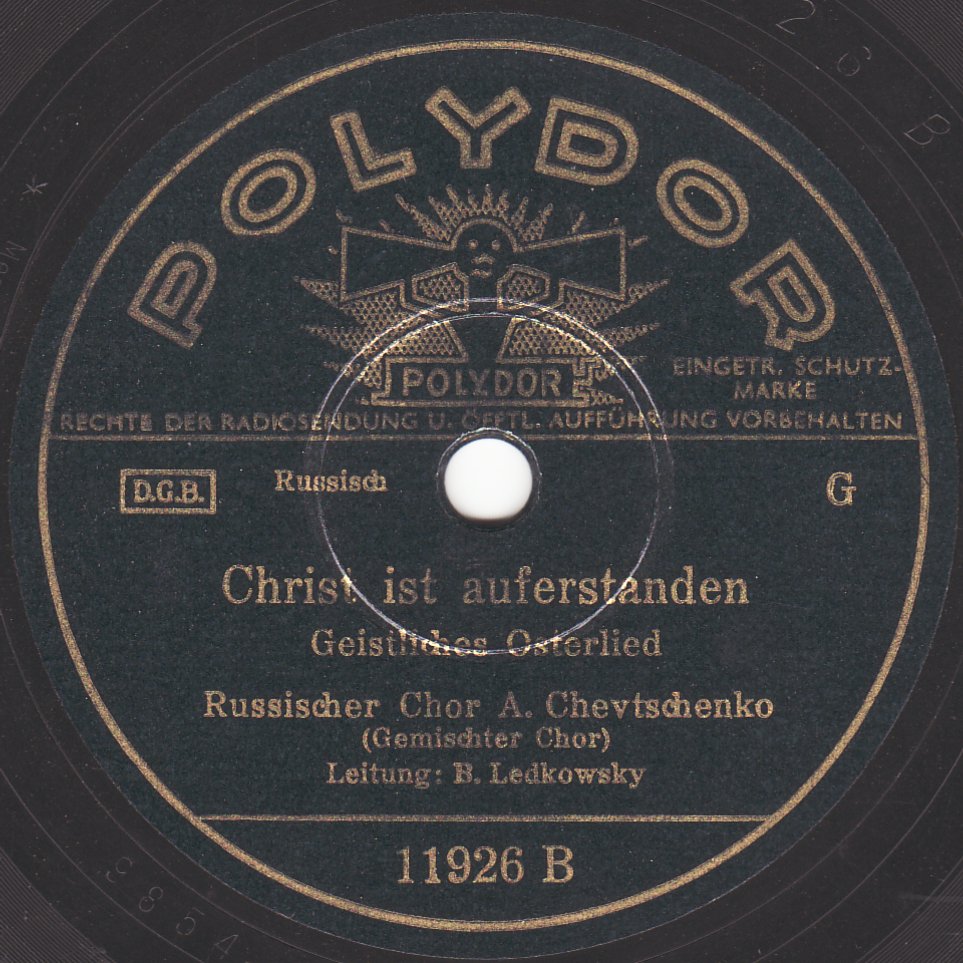 POLYDOR
POLYDOR
EINGETR. SCHUTZ-
MARKE
RECHTE DER RADIOSENDUNG U. ÖFFTL. AUFFÜHRUNG VORBEHALTEN
D.G.B.
Russisch
G
Christ ist auferstanden
Geistliches Osterlied
Russischer Chor A. Chevtschenko
(Gemischter Chor)
Leitung: B. Ledkowsky
11926 B
26 B